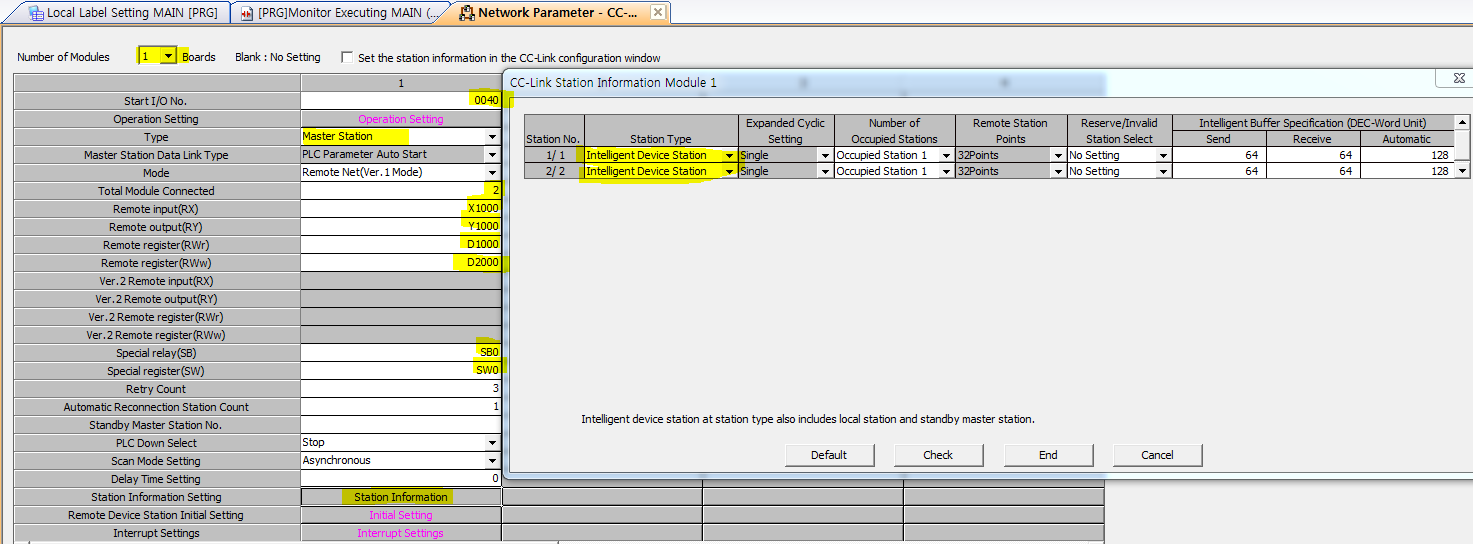 Local Label Setting MAIN [PRG] [PRG]Monitor Executing MAIN (... Network Parameter - CC-...
Number of Modules 1 Boards Blank : No Setting Set the station information in the CC-Link configuration window
1
Start I/O No. 0040
Operation Setting Operation Setting
Type Master Station
Master Station Data Link Type PLC Parameter Auto Start
Mode Remote Net(Ver.1 Mode)
Total Module Connected 2
Remote input(RX) X1000
Remote output(RY) Y1000
Remote register(RWr) D1000
Remote register(RWw) D2000
Ver.2 Remote input(RX)
Ver.2 Remote output(RY)
Ver.2 Remote register(RWr)
Ver.2 Remote register(RWw)
Special relay(SB) SB0
Special register(SW) SW0
Retry Count 3
Automatic Reconnection Station Count 1
Standby Master Station No.
PLC Down Select Stop
Scan Mode Setting Asynchronous
Delay Time Setting 0
Station Information Setting Station Information
Remote Device Station Initial Setting Initial Setting
Interrupt Settings Interrupt Settings
CC-Link Station Information Module 1
Expanded Cyclic Number of Remote Station Reserve/Invalid Intelligent Buffer Specification (DEC-Word Unit)
Station No. Station Type Setting Occupied Stations Points Station Select Send Receive Automatic
1/ 1 Intelligent Device Station Single Occupied Station 1 32Points No Setting 64 64 128
2/ 2 Intelligent Device Station Single Occupied Station 1 32Points No Setting 64 64 128
Intelligent device station at station type also includes local station and standby master station.
Default Check End Cancel